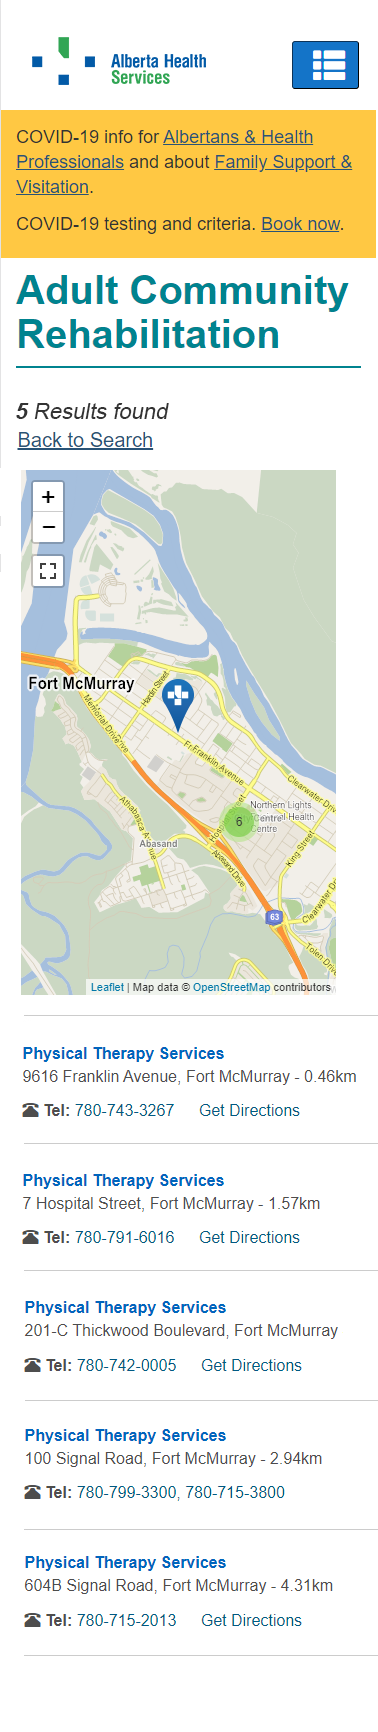 Alberta Health
Services
COVID-19 info for Albertans & Health
Professionals and about Family Support &
Visitation.
COVID-19 testing and criteria. Book now.
Adult Community
Rehabilitation
5 Results found
Back to Search
+
−
Fort McMurray
Hardin Street
Memorial Drive
Franklin Avenue
Clearwater Driv
Athabasca Avenue
Abasand
Abasand Drive
6
Northern Lights
Health
Centre
King Street
63
Clearwater
Tolen Driv
Leaflet | Map data © OpenStreetMap contributors
Physical Therapy Services
9616 Franklin Avenue, Fort McMurray - 0.46km
Tel: 780-743-3267 Get Directions
Physical Therapy Services
7 Hospital Street, Fort McMurray - 1.57km
Tel: 780-791-6016 Get Directions
Physical Therapy Services
201-C Thickwood Boulevard, Fort McMurray
Tel: 780-742-0005 Get Directions
Physical Therapy Services
100 Signal Road, Fort McMurray - 2.94km
Tel: 780-799-3300, 780-715-3800
Physical Therapy Services
604B Signal Road, Fort McMurray - 4.31km
Tel: 780-715-2013 Get Directions